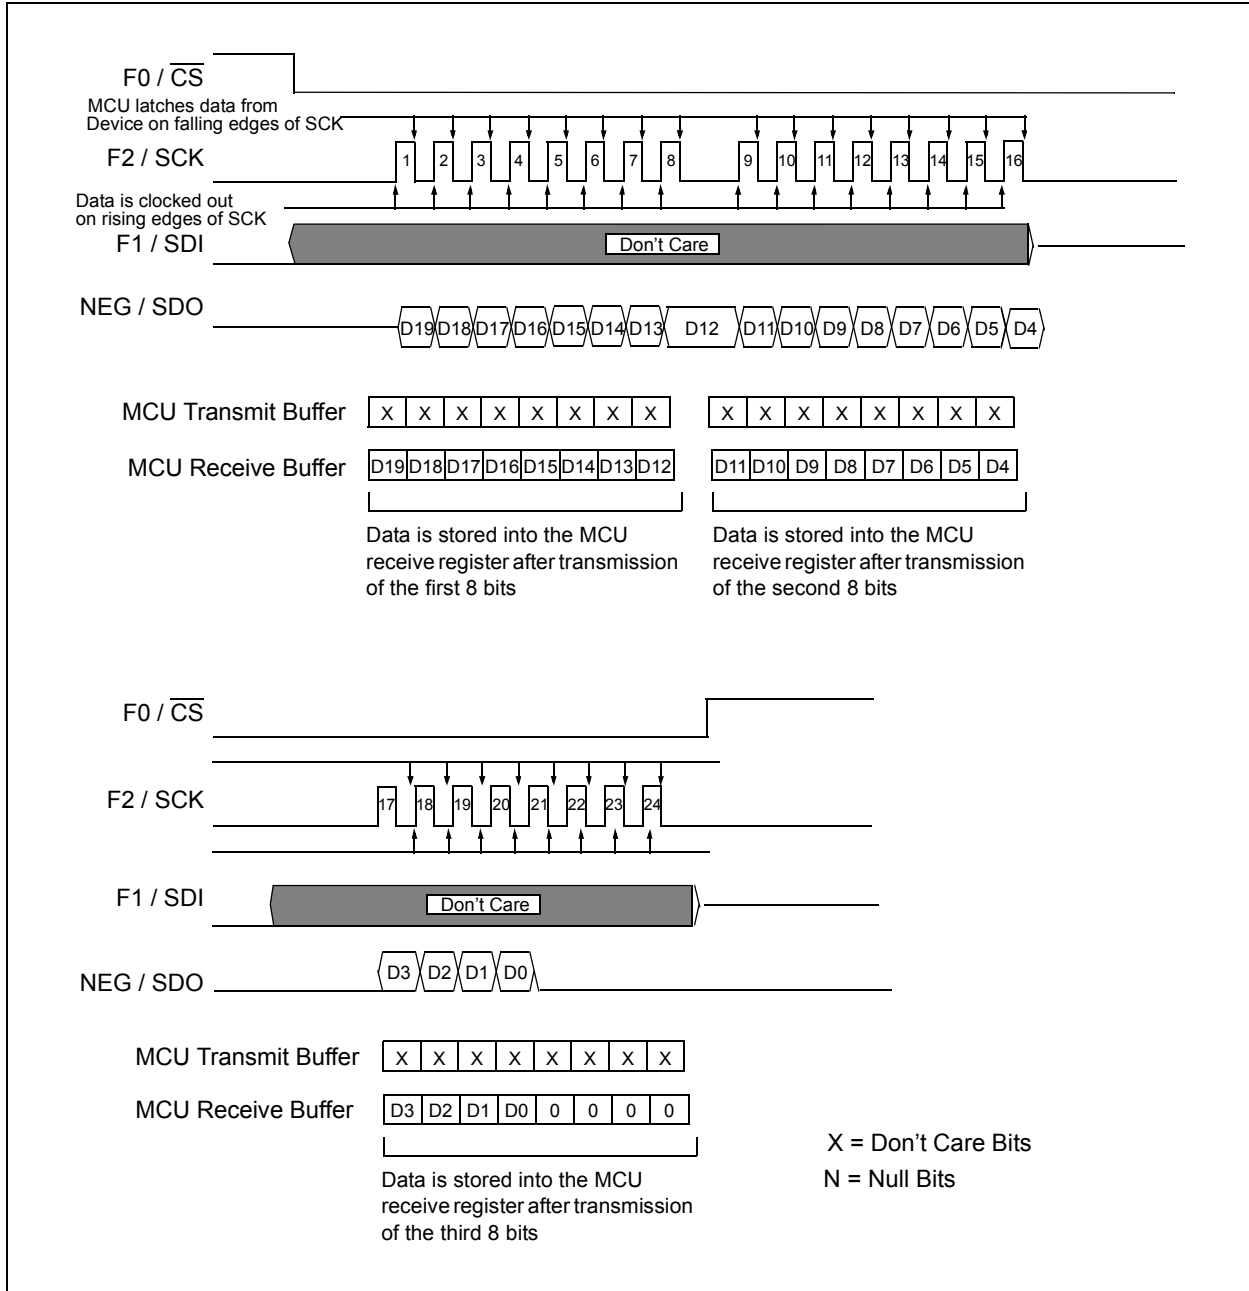 F0 / CS
MCU latches data from
Device on falling edges of SCK
F2 / SCK
1 2 3 4 5 6 7 8 9 10 11 12 13 14 15 16
Data is clocked out
on rising edges of SCK
F1 / SDI
Don't Care
NEG / SDO
D19 D18 D17 D16 D15 D14 D13 D12 D11 D10 D9 D8 D7 D6 D5 D4
MCU Transmit Buffer
X X X X X X X X X X X X X X X X
MCU Receive Buffer
D19 D18 D17 D16 D15 D14 D13 D12 D11 D10 D9 D8 D7 D6 D5 D4
Data is stored into the MCU
receive register after transmission
of the first 8 bits
Data is stored into the MCU
receive register after transmission
of the second 8 bits
F0 / CS
F2 / SCK
17 18 19 20 21 22 23 24
F1 / SDI
Don't Care
NEG / SDO
D3 D2 D1 D0
MCU Transmit Buffer
X X X X X X X X
MCU Receive Buffer
D3 D2 D1 D0 0 0 0 0
Data is stored into the MCU
receive register after transmission
of the third 8 bits
X = Don't Care Bits
N = Null Bits